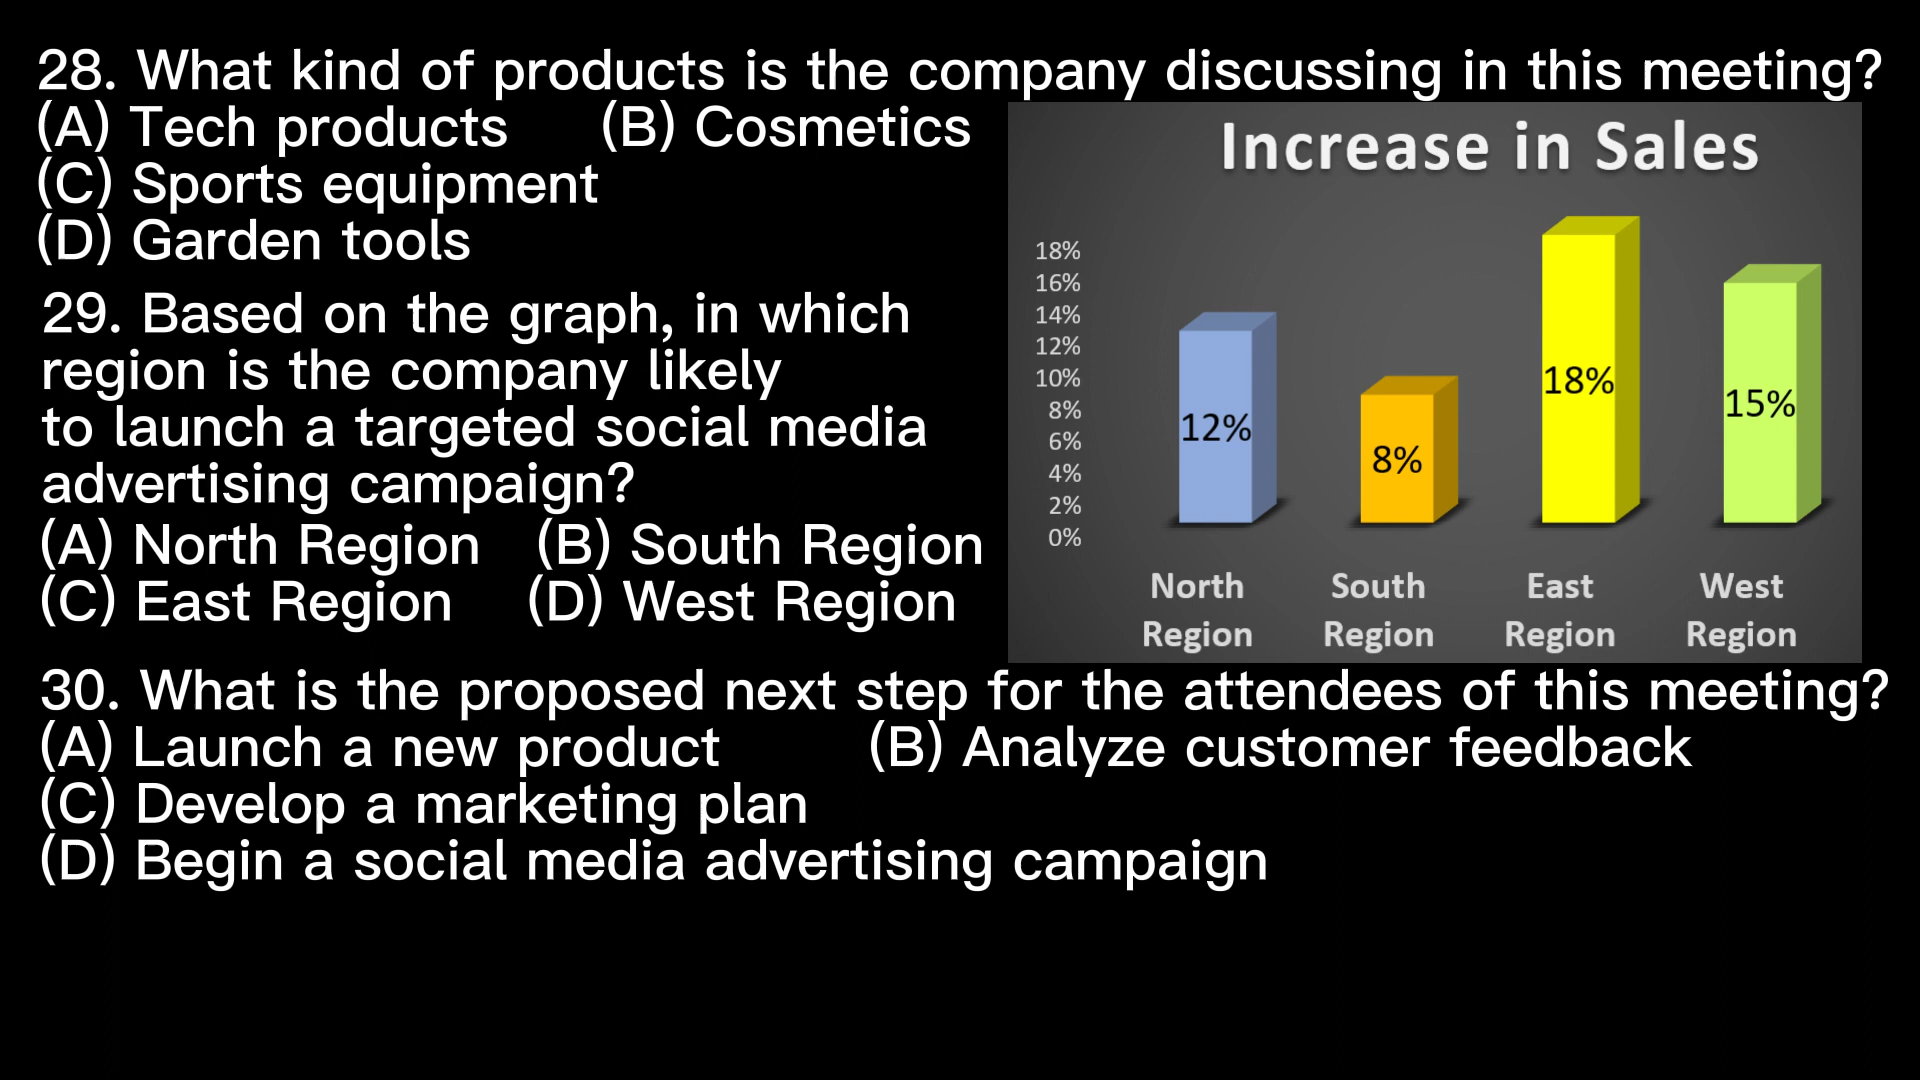 28. What kind of products is the company discussing in this meeting?
(A) Tech products (B) Cosmetics
(C) Sports equipment
(D) Garden tools
29. Based on the graph, in which
region is the company likely
to launch a targeted social media
advertising campaign?
(A) North Region (B) South Region
(C) East Region (D) West Region
Increase in Sales
18%
16%
14%
12%
10%
8%
6%
4%
2%
0%
12%
8%
18%
15%
North Region
South Region
East Region
West Region
30. What is the proposed next step for the attendees of this meeting?
(A) Launch a new product (B) Analyze customer feedback
(C) Develop a marketing plan
(D) Begin a social media advertising campaign